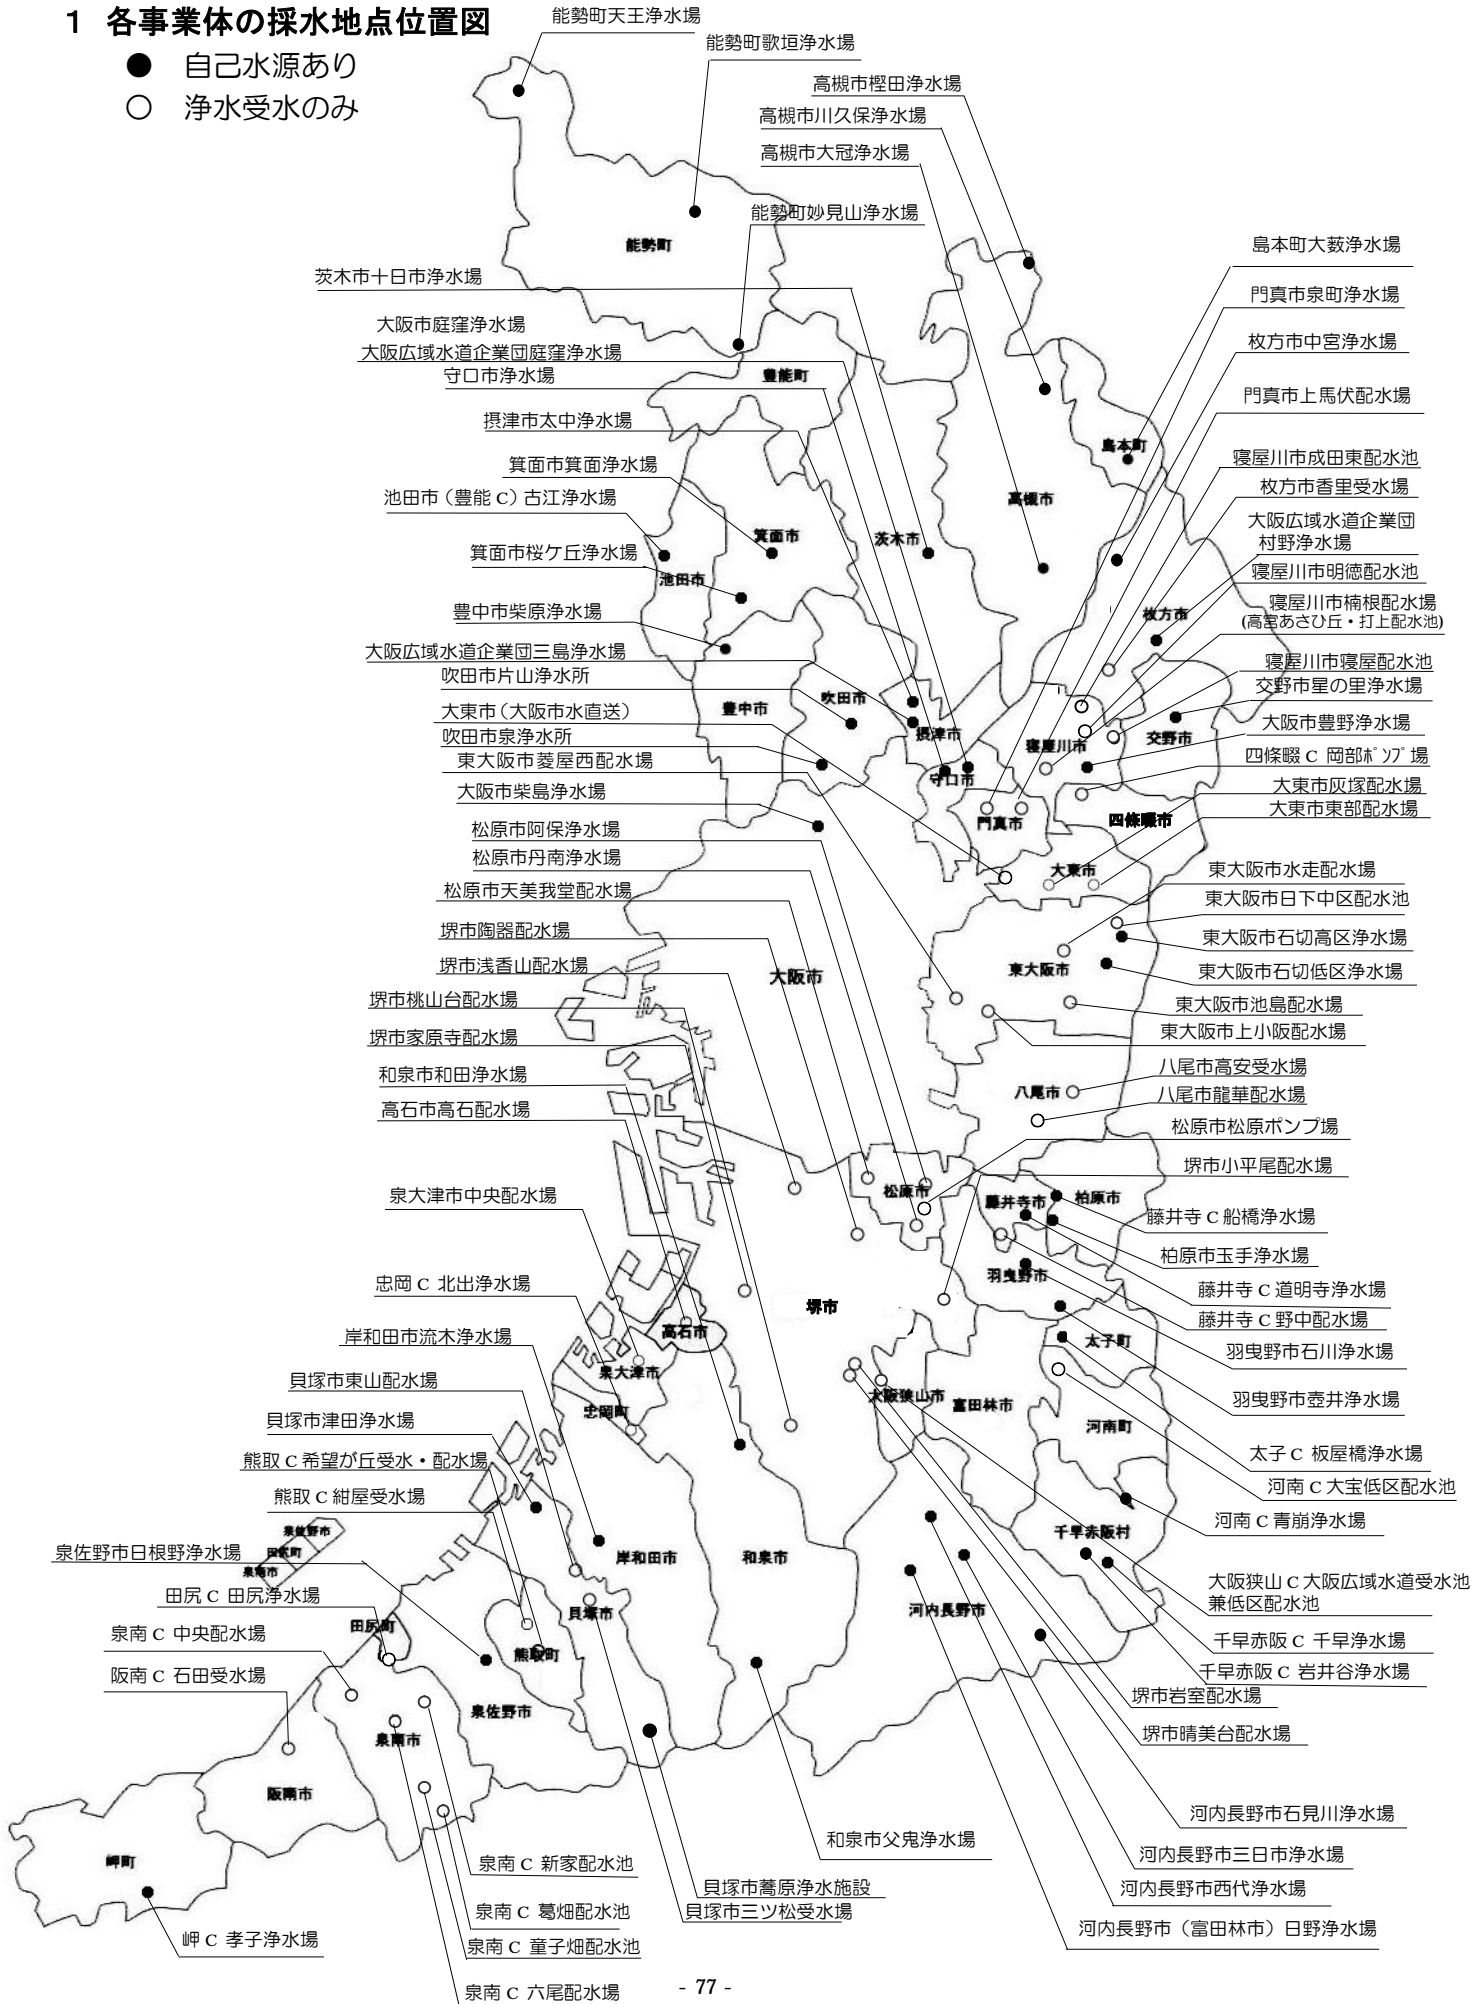 1 各事業体の採水地点位置図
● 自己水源あり
○ 浄水受水のみ
能勢町天王浄水場
能勢町歌垣浄水場
高槻市樫田浄水場
高槻市川久保浄水場
高槻市大冠浄水場
能勢町妙見山浄水場
茨木市十日市浄水場
大阪市庭窪浄水場
大阪広域水道企業団庭窪浄水場
守口市浄水場
摂津市太中浄水場
箕面市箕面浄水場
池田市（豊能 C）古江浄水場
箕面市桜ケ丘浄水場
豊中市柴原浄水場
大阪広域水道企業団三島浄水場
吹田市片山浄水所
大東市（大阪市水直送）
吹田市泉浄水所
東大阪市菱屋西配水場
大阪市柴島浄水場
松原市阿保浄水場
松原市丹南浄水場
松原市天美我堂配水場
堺市陶器配水場
堺市浅香山配水場
堺市桃山台配水場
堺市家原寺配水場
和泉市和田浄水場
高石市高石配水場
泉大津市中央配水場
忠岡 C 北出浄水場
岸和田市流木浄水場
貝塚市東山配水場
貝塚市津田浄水場
熊取 C 希望が丘受水・配水場
熊取 C 紺屋受水場
泉佐野市日根野浄水場
田尻 C 田尻浄水場
泉南 C 中央配水場
阪南 C 石田受水場
島本町大薮浄水場
門真市泉町浄水場
枚方市中宮浄水場
門真市上馬伏配水場
寝屋川市成田東配水池
枚方市香里受水場
大阪広域水道企業団
村野浄水場
寝屋川市明徳配水池
寝屋川市楠根配水場
(高宮あさひ丘・打上配水池)
寝屋川市寝屋配水池
交野市星の里浄水場
大阪市豊野浄水場
四條畷 C 岡部ﾎﾟﾝﾌﾟ場
大東市灰塚配水場
大東市東部配水場
東大阪市水走配水場
東大阪市日下中区配水池
東大阪市石切高区浄水場
東大阪市石切低区浄水場
東大阪市池島配水場
東大阪市上小阪配水場
八尾市高安受水場
八尾市龍華配水場
松原市松原ポンプ場
堺市小平尾配水場
藤井寺 C 船橋浄水場
柏原市玉手浄水場
藤井寺 C 道明寺浄水場
藤井寺 C 野中配水場
羽曳野市石川浄水場
羽曳野市壺井浄水場
太子 C 板屋橋浄水場
河南 C 大宝低区配水池
河南 C 青崩浄水場
大阪狭山 C 大阪広域水道受水池
兼低区配水池
千早赤阪 C 千早浄水場
千早赤阪 C 岩井谷浄水場
堺市岩室配水場
堺市晴美台配水場
河内長野市石見川浄水場
河内長野市三日市浄水場
河内長野市西代浄水場
河内長野市（富田林市）日野浄水場
和泉市父鬼浄水場
貝塚市蕎原浄水施設
貝塚市三ツ松受水場
泉南 C 新家配水池
泉南 C 葛畑配水池
泉南 C 童子畑配水池
泉南 C 六尾配水場
岬 C 孝子浄水場
能勢町
豊能町
島本町
高槻市
茨木市
箕面市
池田市
枚方市
豊中市
吹田市
摂津市
寝屋川市
交野市
守口市
門真市
四條畷市
大東市
東大阪市
大阪市
八尾市
松原市
藤井寺市
柏原市
羽曳野市
堺市
高石市
太子町
泉大津市
大阪狭山市
富田林市
忠岡町
河南町
千早赤阪村
泉佐野市
田尻町
泉南市
岸和田市
和泉市
貝塚市
河内長野市
田尻町
熊取町
泉佐野市
泉南市
阪南市
岬町
- 77 -